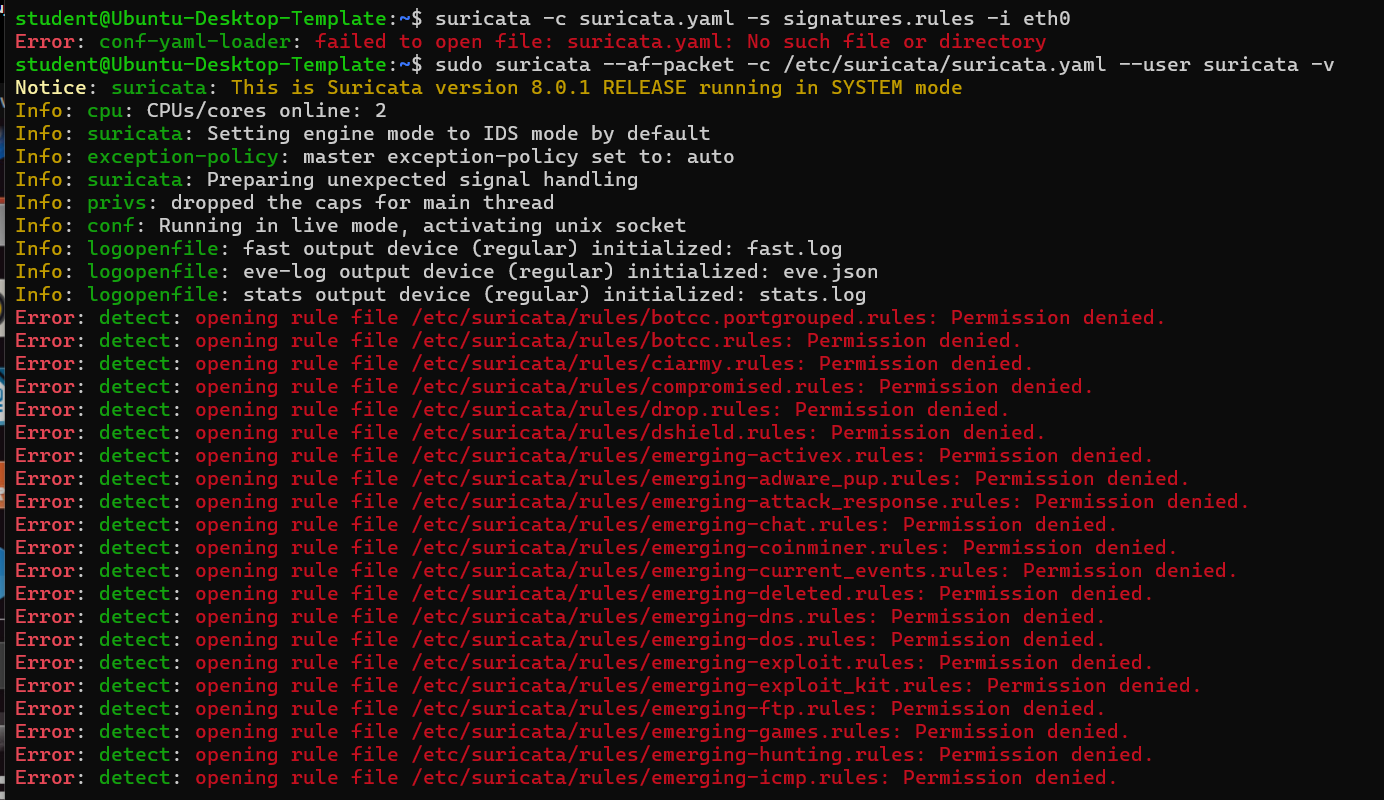 student@Ubuntu-Desktop-Template:~$ suricata -c suricata.yaml -s signatures.rules -i eth0
Error: conf-yaml-loader: failed to open file: suricata.yaml: No such file or directory
student@Ubuntu-Desktop-Template:~$ sudo suricata --af-packet -c /etc/suricata/suricata.yaml --user suricata -v
Notice: suricata: This is Suricata version 8.0.1 RELEASE running in SYSTEM mode
Info: cpu: CPUs/cores online: 2
Info: suricata: Setting engine mode to IDS mode by default
Info: exception-policy: master exception-policy set to: auto
Info: suricata: Preparing unexpected signal handling
Info: privs: dropped the caps for main thread
Info: conf: Running in live mode, activating unix socket
Info: logopenfile: fast output device (regular) initialized: fast.log
Info: logopenfile: eve-log output device (regular) initialized: eve.json
Info: logopenfile: stats output device (regular) initialized: stats.log
Error: detect: opening rule file /etc/suricata/rules/botcc.portgrouped.rules: Permission denied.
Error: detect: opening rule file /etc/suricata/rules/botcc.rules: Permission denied.
Error: detect: opening rule file /etc/suricata/rules/ciarmy.rules: Permission denied.
Error: detect: opening rule file /etc/suricata/rules/compromised.rules: Permission denied.
Error: detect: opening rule file /etc/suricata/rules/drop.rules: Permission denied.
Error: detect: opening rule file /etc/suricata/rules/dshield.rules: Permission denied.
Error: detect: opening rule file /etc/suricata/rules/emerging-activex.rules: Permission denied.
Error: detect: opening rule file /etc/suricata/rules/emerging-adware_pup.rules: Permission denied.
Error: detect: opening rule file /etc/suricata/rules/emerging-attack_response.rules: Permission denied.
Error: detect: opening rule file /etc/suricata/rules/emerging-chat.rules: Permission denied.
Error: detect: opening rule file /etc/suricata/rules/emerging-coinminer.rules: Permission denied.
Error: detect: opening rule file /etc/suricata/rules/emerging-current_events.rules: Permission denied.
Error: detect: opening rule file /etc/suricata/rules/emerging-deleted.rules: Permission denied.
Error: detect: opening rule file /etc/suricata/rules/emerging-dns.rules: Permission denied.
Error: detect: opening rule file /etc/suricata/rules/emerging-dos.rules: Permission denied.
Error: detect: opening rule file /etc/suricata/rules/emerging-exploit.rules: Permission denied.
Error: detect: opening rule file /etc/suricata/rules/emerging-exploit_kit.rules: Permission denied.
Error: detect: opening rule file /etc/suricata/rules/emerging-ftp.rules: Permission denied.
Error: detect: opening rule file /etc/suricata/rules/emerging-games.rules: Permission denied.
Error: detect: opening rule file /etc/suricata/rules/emerging-hunting.rules: Permission denied.
Error: detect: opening rule file /etc/suricata/rules/emerging-icmp.rules: Permission denied.